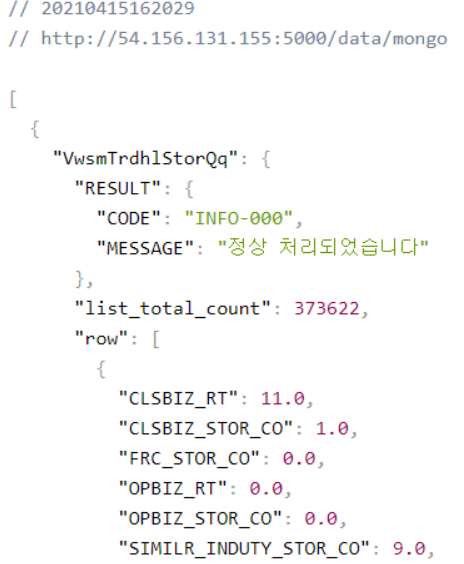 // 20210415162029
// http://54.156.131.155:5000/data/mongo
[
  {
    "VwsmTrdhlStorQq": {
      "RESULT": {
        "CODE": "INFO-000",
        "MESSAGE": "정상 처리되었습니다"
      },
      "list_total_count": 373622,
      "row": [
        {
          "CLSBIZ_RT": 11.0,
          "CLSBIZ_STOR_CO": 1.0,
          "FRC_STOR_CO": 0.0,
          "OPBIZ_RT": 0.0,
          "OPBIZ_STOR_CO": 0.0,
          "SIMILR_INDUTY_STOR_CO": 9.0,